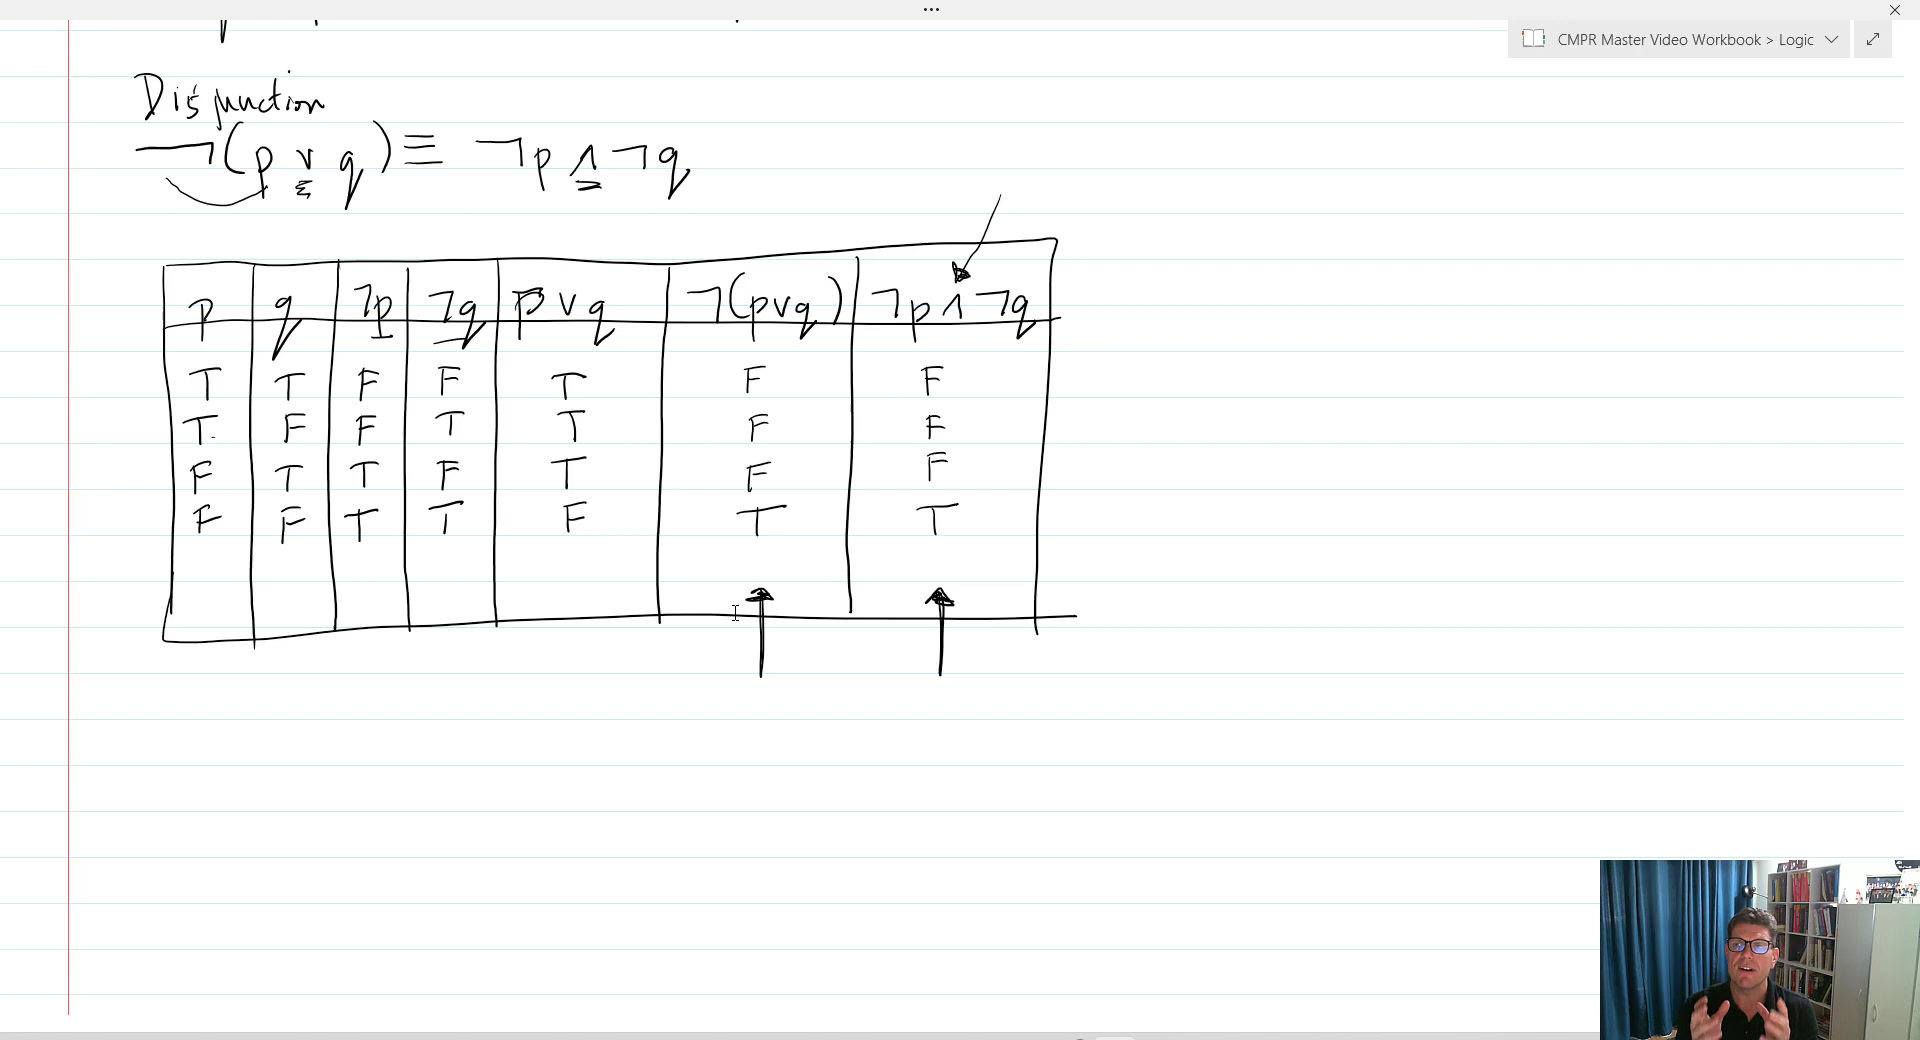 CMPR Master Video Workbook > Logic
Disjunction
¬(p ∨ q) ≡ ¬p ∧ ¬q
p q ¬p ¬q p ∨ q ¬(p∨q) ¬p ∧ ¬q
T T F F T F F
T F F T T F F
F T T F T F F
F F T T F T T